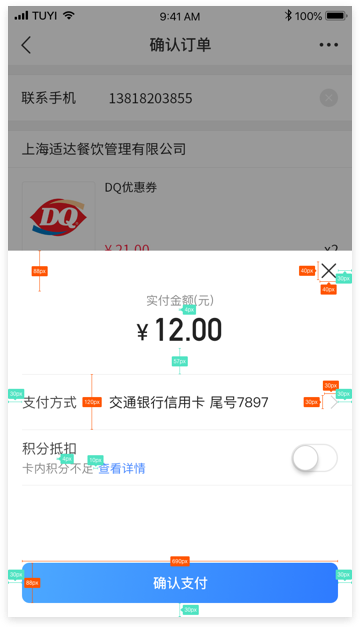 TUYI 9:41 AM 100%
确认订单
联系手机 13818203855
上海适达餐饮管理有限公司
DQ DQ优惠券
¥21.00 x2
88px 40px 30px
40px
实付金额(元)
4px
¥ 12.00
57px
30px 30px
支付方式 120px 交通银行信用卡 尾号7897 30px
积分抵扣
卡内积分不足 查看详情
4px 10px
690px
30px 88px 确认支付 30px
30px